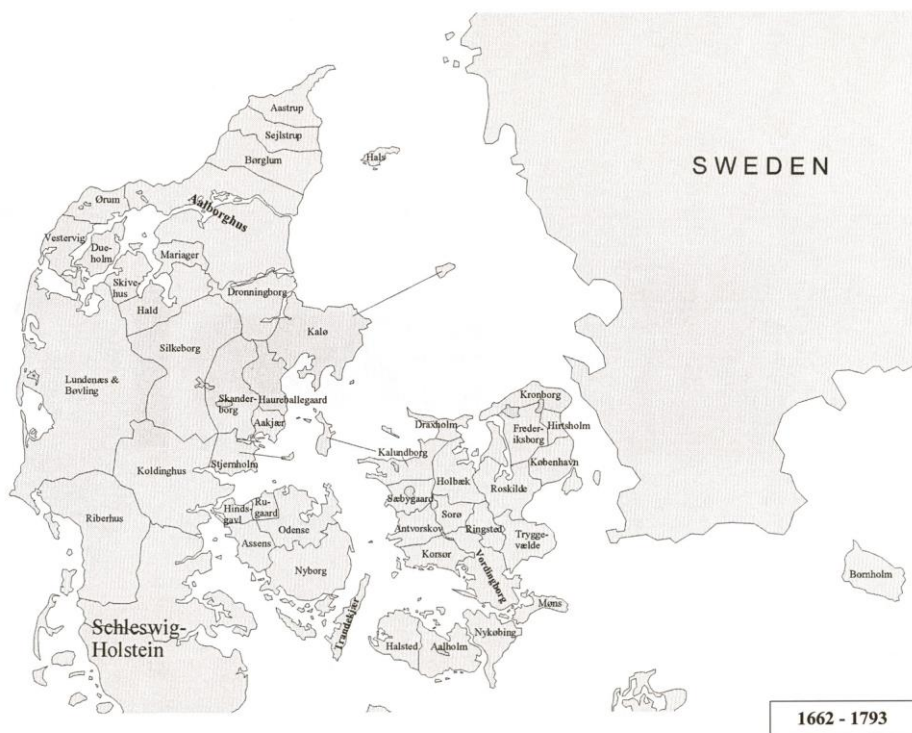 Aastrup
Sejlstrup
Børglum
Hals
SWEDEN
Ørum
Aalborghus
Vestervig
Due-
holm
Mariager
Skive-
hus
Dronningborg
Hald
Kalø
Silkeborg
Lundenæs &
Bøvling
Skander-
borg
Haureballegaard
Aakjær
Kronborg
Draxholm
Freder-
iksborg
Hirtsholm
Stjernholm
Kalundborg
København
Koldinghus
Holbæk
Roskilde
Sæbygaard
Hinds-
gavl
Ru-
gaard
Riberhus
Sorø
Odense
Antvorskov
Ringsted
Trygge-
vælde
Assens
Korsør
Nyborg
Vordingborg
Bornholm
Møns
Trandekjær
Schleswig-
Holstein
Nykøbing
Halsted
Aalholm
1662 - 1793